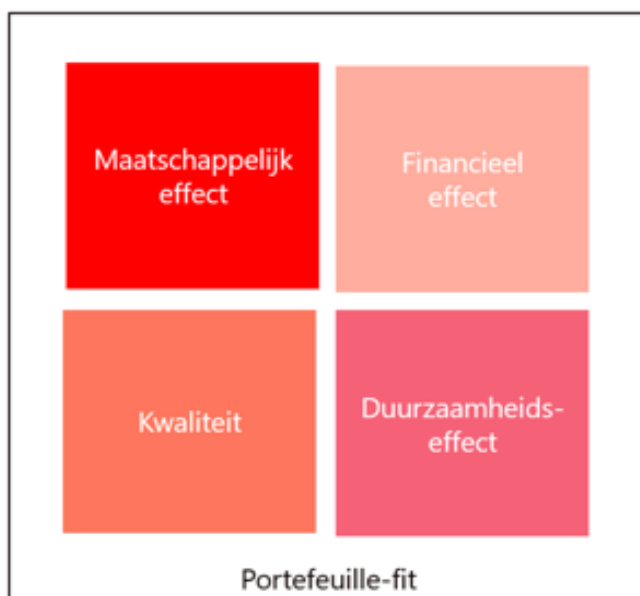 Maatschappelijk
effect
Financieel
effect
Kwaliteit
Duurzaamheids-
effect
Portefeuille-fit